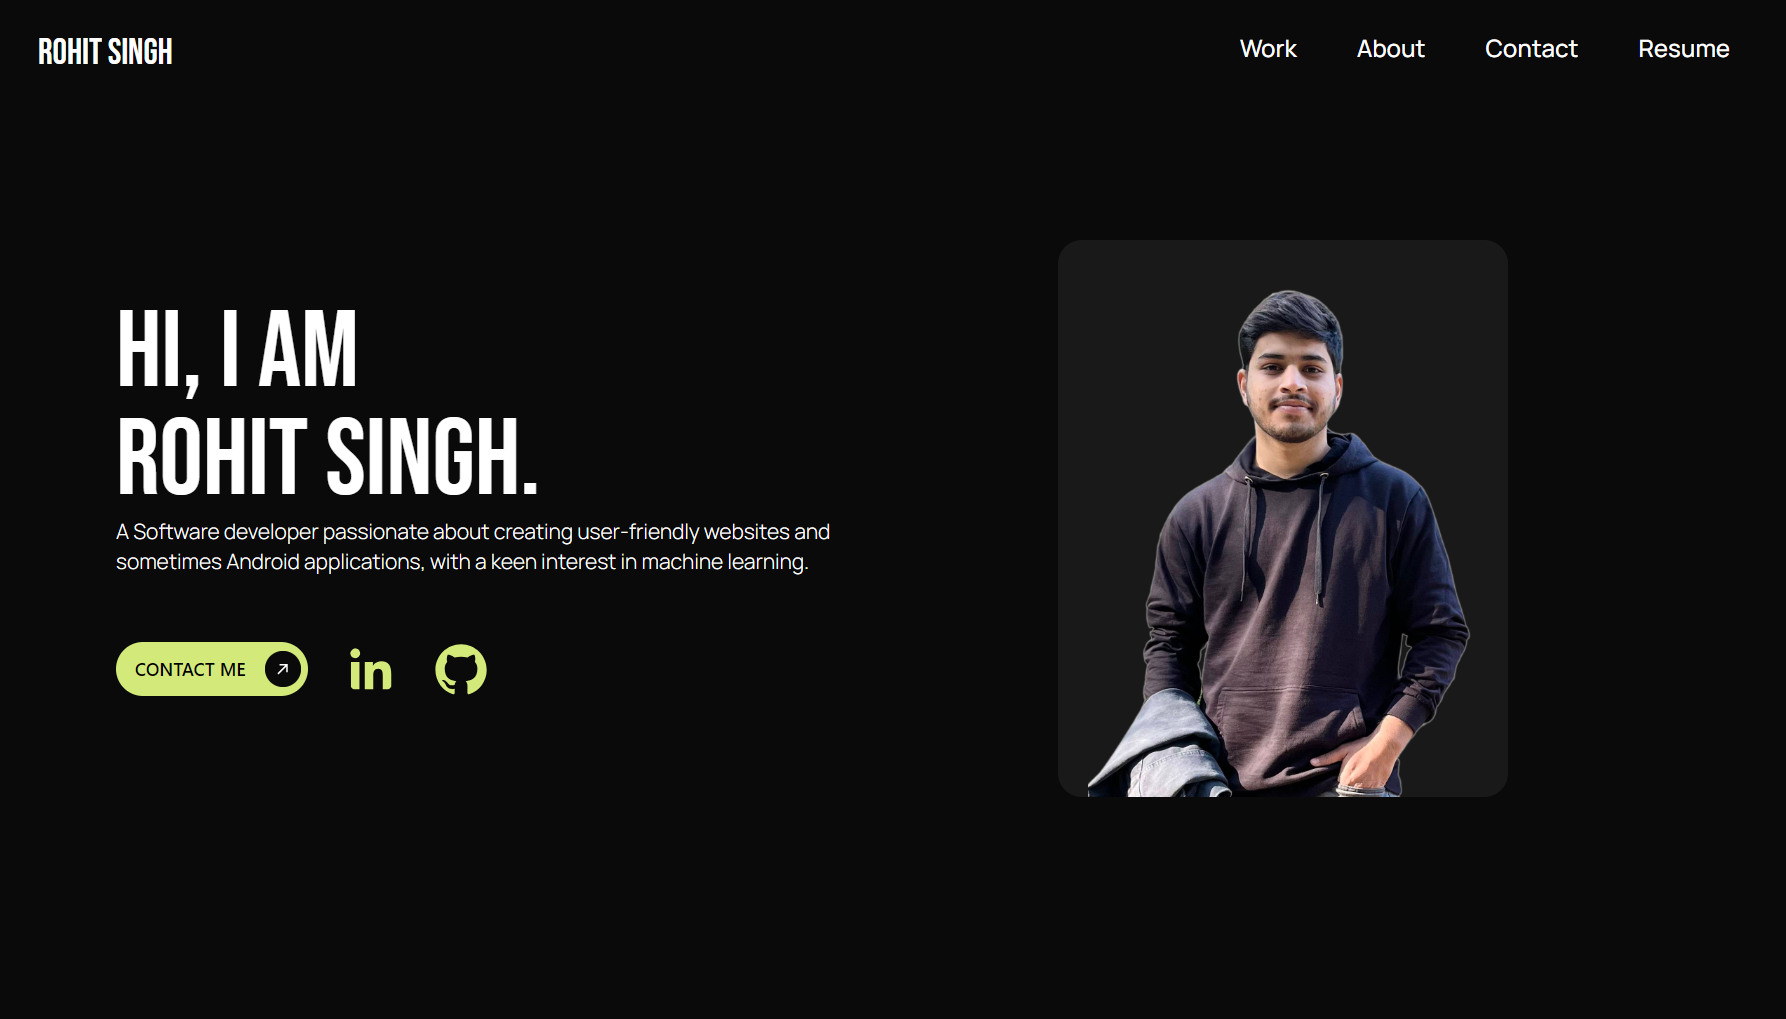 ROHIT SINGH
Work About Contact Resume
HI, I AM
ROHIT SINGH.
A Software developer passionate about creating user-friendly websites and
sometimes Android applications, with a keen interest in machine learning.
CONTACT ME
in